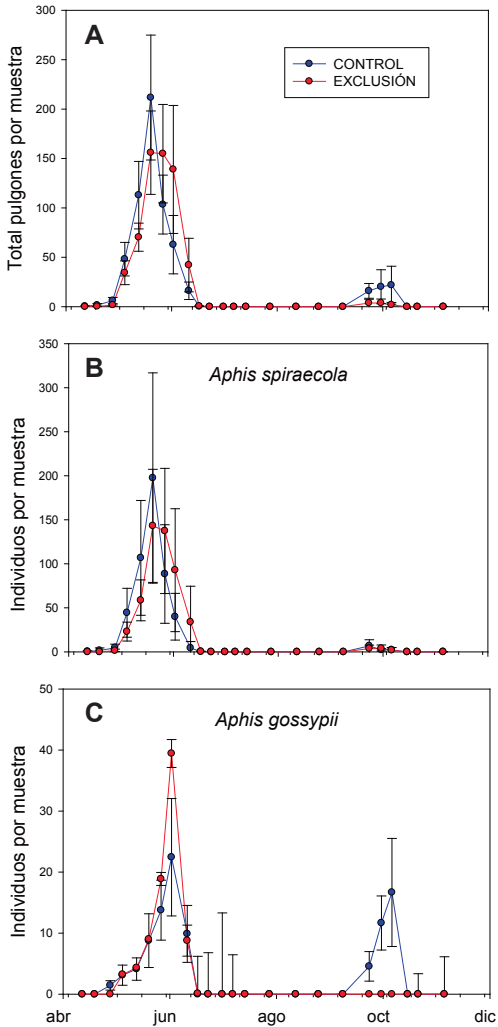 A
CONTROL
EXCLUSIÓN
Total pulgones por muestra
300
250
200
150
100
50
0
B
Aphis spiraecola
Individuos por muestra
350
300
250
200
150
100
50
0
C
Aphis gossypii
Individuos por muestra
50
40
30
20
10
0
abr jun ago oct dic